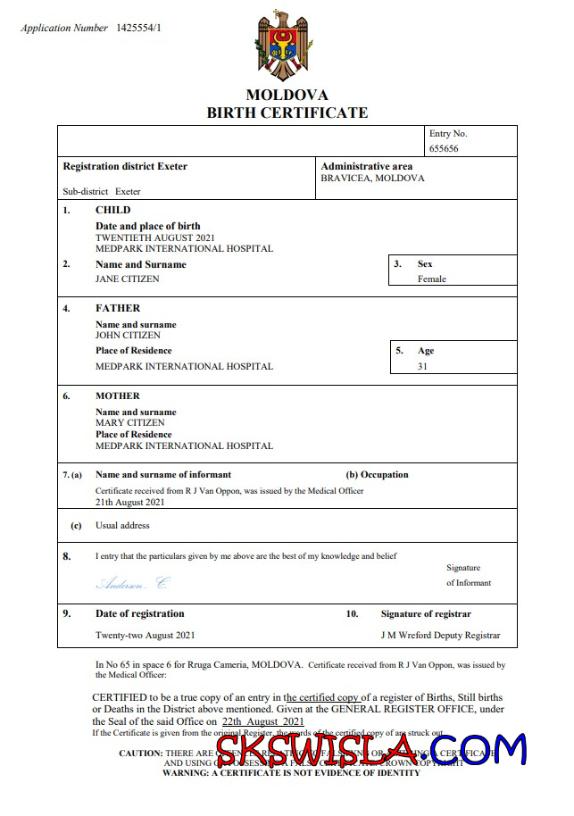 Application Number 1425554/1
MOLDOVA
BIRTH CERTIFICATE
Entry No.
655656
Registration district Exeter
Administrative area
BRAVICEA, MOLDOVA
Sub-district Exeter
1. CHILD
Date and place of birth
TWENTIETH AUGUST 2021
MEDPARK INTERNATIONAL HOSPITAL
2. Name and Surname
3. Sex
JANE CITIZEN
Female
4. FATHER
Name and surname
JOHN CITIZEN
Place of Residence
5. Age
MEDPARK INTERNATIONAL HOSPITAL
31
6. MOTHER
Name and surname
MARY CITIZEN
Place of Residence
MEDPARK INTERNATIONAL HOSPITAL
7. (a) Name and surname of informant (b) Occupation
Certificate received from R J Van Oppon, was issued by the Medical Officer
21th August 2021
(c) Usual address
8. I entry that the particulars given by me above are the best of my knowledge and belief
Signature
of Informant
Anderson. C.
9. Date of registration 10. Signature of registrar
Twenty-two August 2021 J M Wreford Deputy Registrar
In No 65 in space 6 for Rruga Cameria, MOLDOVA. Certificate received from R J Van Oppon, was issued by
the Medical Officer:
CERTIFIED to be a true copy of an entry in the certified copy of a register of Births, Still births
or Deaths in the District above mentioned. Given at the GENERAL REGISTER OFFICE, under
the Seal of the said Office on 22th August 2021
If the Certificate is given from the original Register, the words of the certified copy of are struck out.
CAUTION: THERE ARE OR A CERTIFICATE
AND USING
WARNING: A CERTIFICATE IS NOT EVIDENCE OF IDENTITY
SKSWISLA.COM